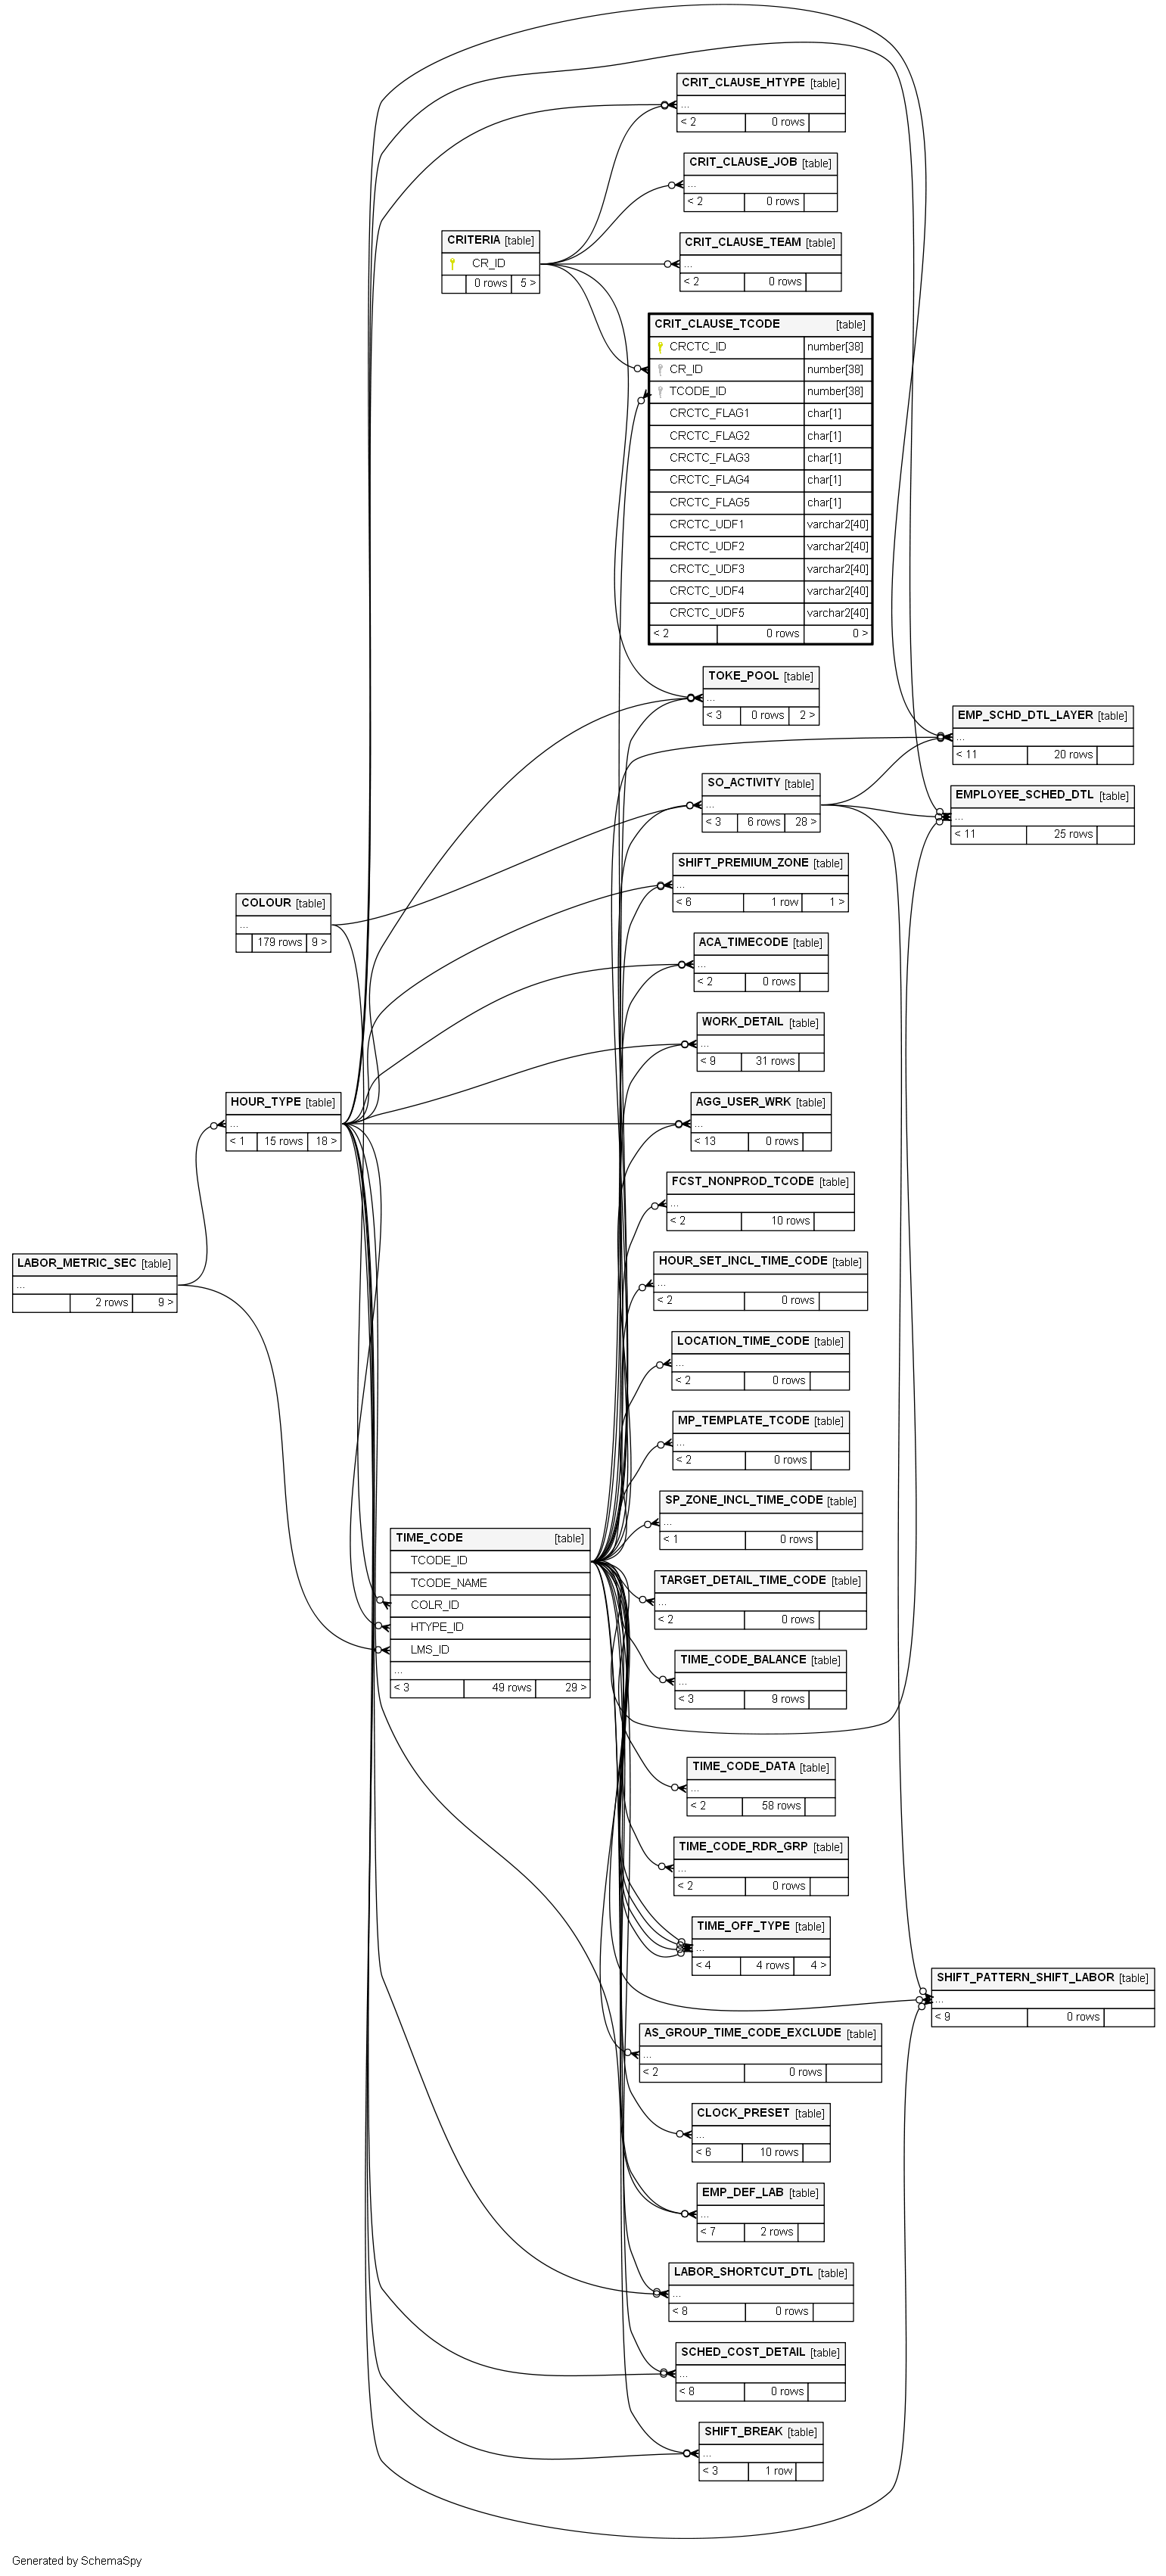 CRIT_CLAUSE_HTYPE [table]
...
< 2 0 rows
CRIT_CLAUSE_JOB [table]
...
< 2 0 rows
CRITERIA [table]
CR_ID
0 rows 5 >
CRIT_CLAUSE_TEAM [table]
...
< 2 0 rows
CRIT_CLAUSE_TCODE [table]
CRCTC_ID number[38]
CR_ID number[38]
TCODE_ID number[38]
CRCTC_FLAG1 char[1]
CRCTC_FLAG2 char[1]
CRCTC_FLAG3 char[1]
CRCTC_FLAG4 char[1]
CRCTC_FLAG5 char[1]
CRCTC_UDF1 varchar2[40]
CRCTC_UDF2 varchar2[40]
CRCTC_UDF3 varchar2[40]
CRCTC_UDF4 varchar2[40]
CRCTC_UDF5 varchar2[40]
< 2 0 rows 0 >
TOKE_POOL [table]
...
< 3 0 rows 2 >
EMP_SCHD_DTL_LAYER [table]
...
< 11 20 rows
SO_ACTIVITY [table]
...
< 3 6 rows 28 >
EMPLOYEE_SCHED_DTL [table]
...
< 11 25 rows
SHIFT_PREMIUM_ZONE [table]
...
< 6 1 row 1 >
COLOUR [table]
...
179 rows 9 >
ACA_TIMECODE [table]
...
< 2 0 rows
WORK_DETAIL [table]
...
< 9 31 rows
HOUR_TYPE [table]
...
< 1 15 rows 18 >
AGG_USER_WRK [table]
...
< 13 0 rows
FCST_NONPROD_TCODE [table]
...
< 2 10 rows
LABOR_METRIC_SEC [table]
...
2 rows 9 >
HOUR_SET_INCL_TIME_CODE [table]
...
< 2 0 rows
LOCATION_TIME_CODE [table]
...
< 2 0 rows
MP_TEMPLATE_TCODE [table]
...
< 2 0 rows
SP_ZONE_INCL_TIME_CODE [table]
...
< 1 0 rows
TIME_CODE [table]
TCODE_ID
TCODE_NAME
COLR_ID
HTYPE_ID
LMS_ID
...
< 3 49 rows 29 >
TARGET_DETAIL_TIME_CODE [table]
...
< 2 0 rows
TIME_CODE_BALANCE [table]
...
< 3 9 rows
TIME_CODE_DATA [table]
...
< 2 58 rows
TIME_CODE_RDR_GRP [table]
...
< 2 0 rows
TIME_OFF_TYPE [table]
...
< 4 4 rows 4 >
SHIFT_PATTERN_SHIFT_LABOR [table]
...
< 9 0 rows
AS_GROUP_TIME_CODE_EXCLUDE [table]
...
< 2 0 rows
CLOCK_PRESET [table]
...
< 6 10 rows
EMP_DEF_LAB [table]
...
< 7 2 rows
LABOR_SHORTCUT_DTL [table]
...
< 8 0 rows
SCHED_COST_DETAIL [table]
...
< 8 0 rows
SHIFT_BREAK [table]
...
< 3 1 row
Generated by SchemaSpy